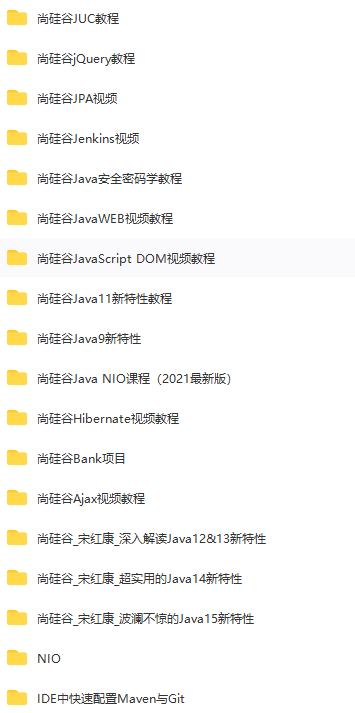 尚硅谷JUC教程
尚硅谷jQuery教程
尚硅谷JPA视频
尚硅谷Jenkins视频
尚硅谷Java安全密码学教程
尚硅谷JavaWEB视频教程
尚硅谷JavaScript DOM视频教程
尚硅谷Java11新特性教程
尚硅谷Java9新特性
尚硅谷Java NIO课程（2021最新版）
尚硅谷Hibernate视频教程
尚硅谷Bank项目
尚硅谷Ajax视频教程
尚硅谷_宋红康_深入解读Java12&13新特性
尚硅谷_宋红康_超实用的Java14新特性
尚硅谷_宋红康_波澜不惊的Java15新特性
NIO
IDE中快速配置Maven与Git